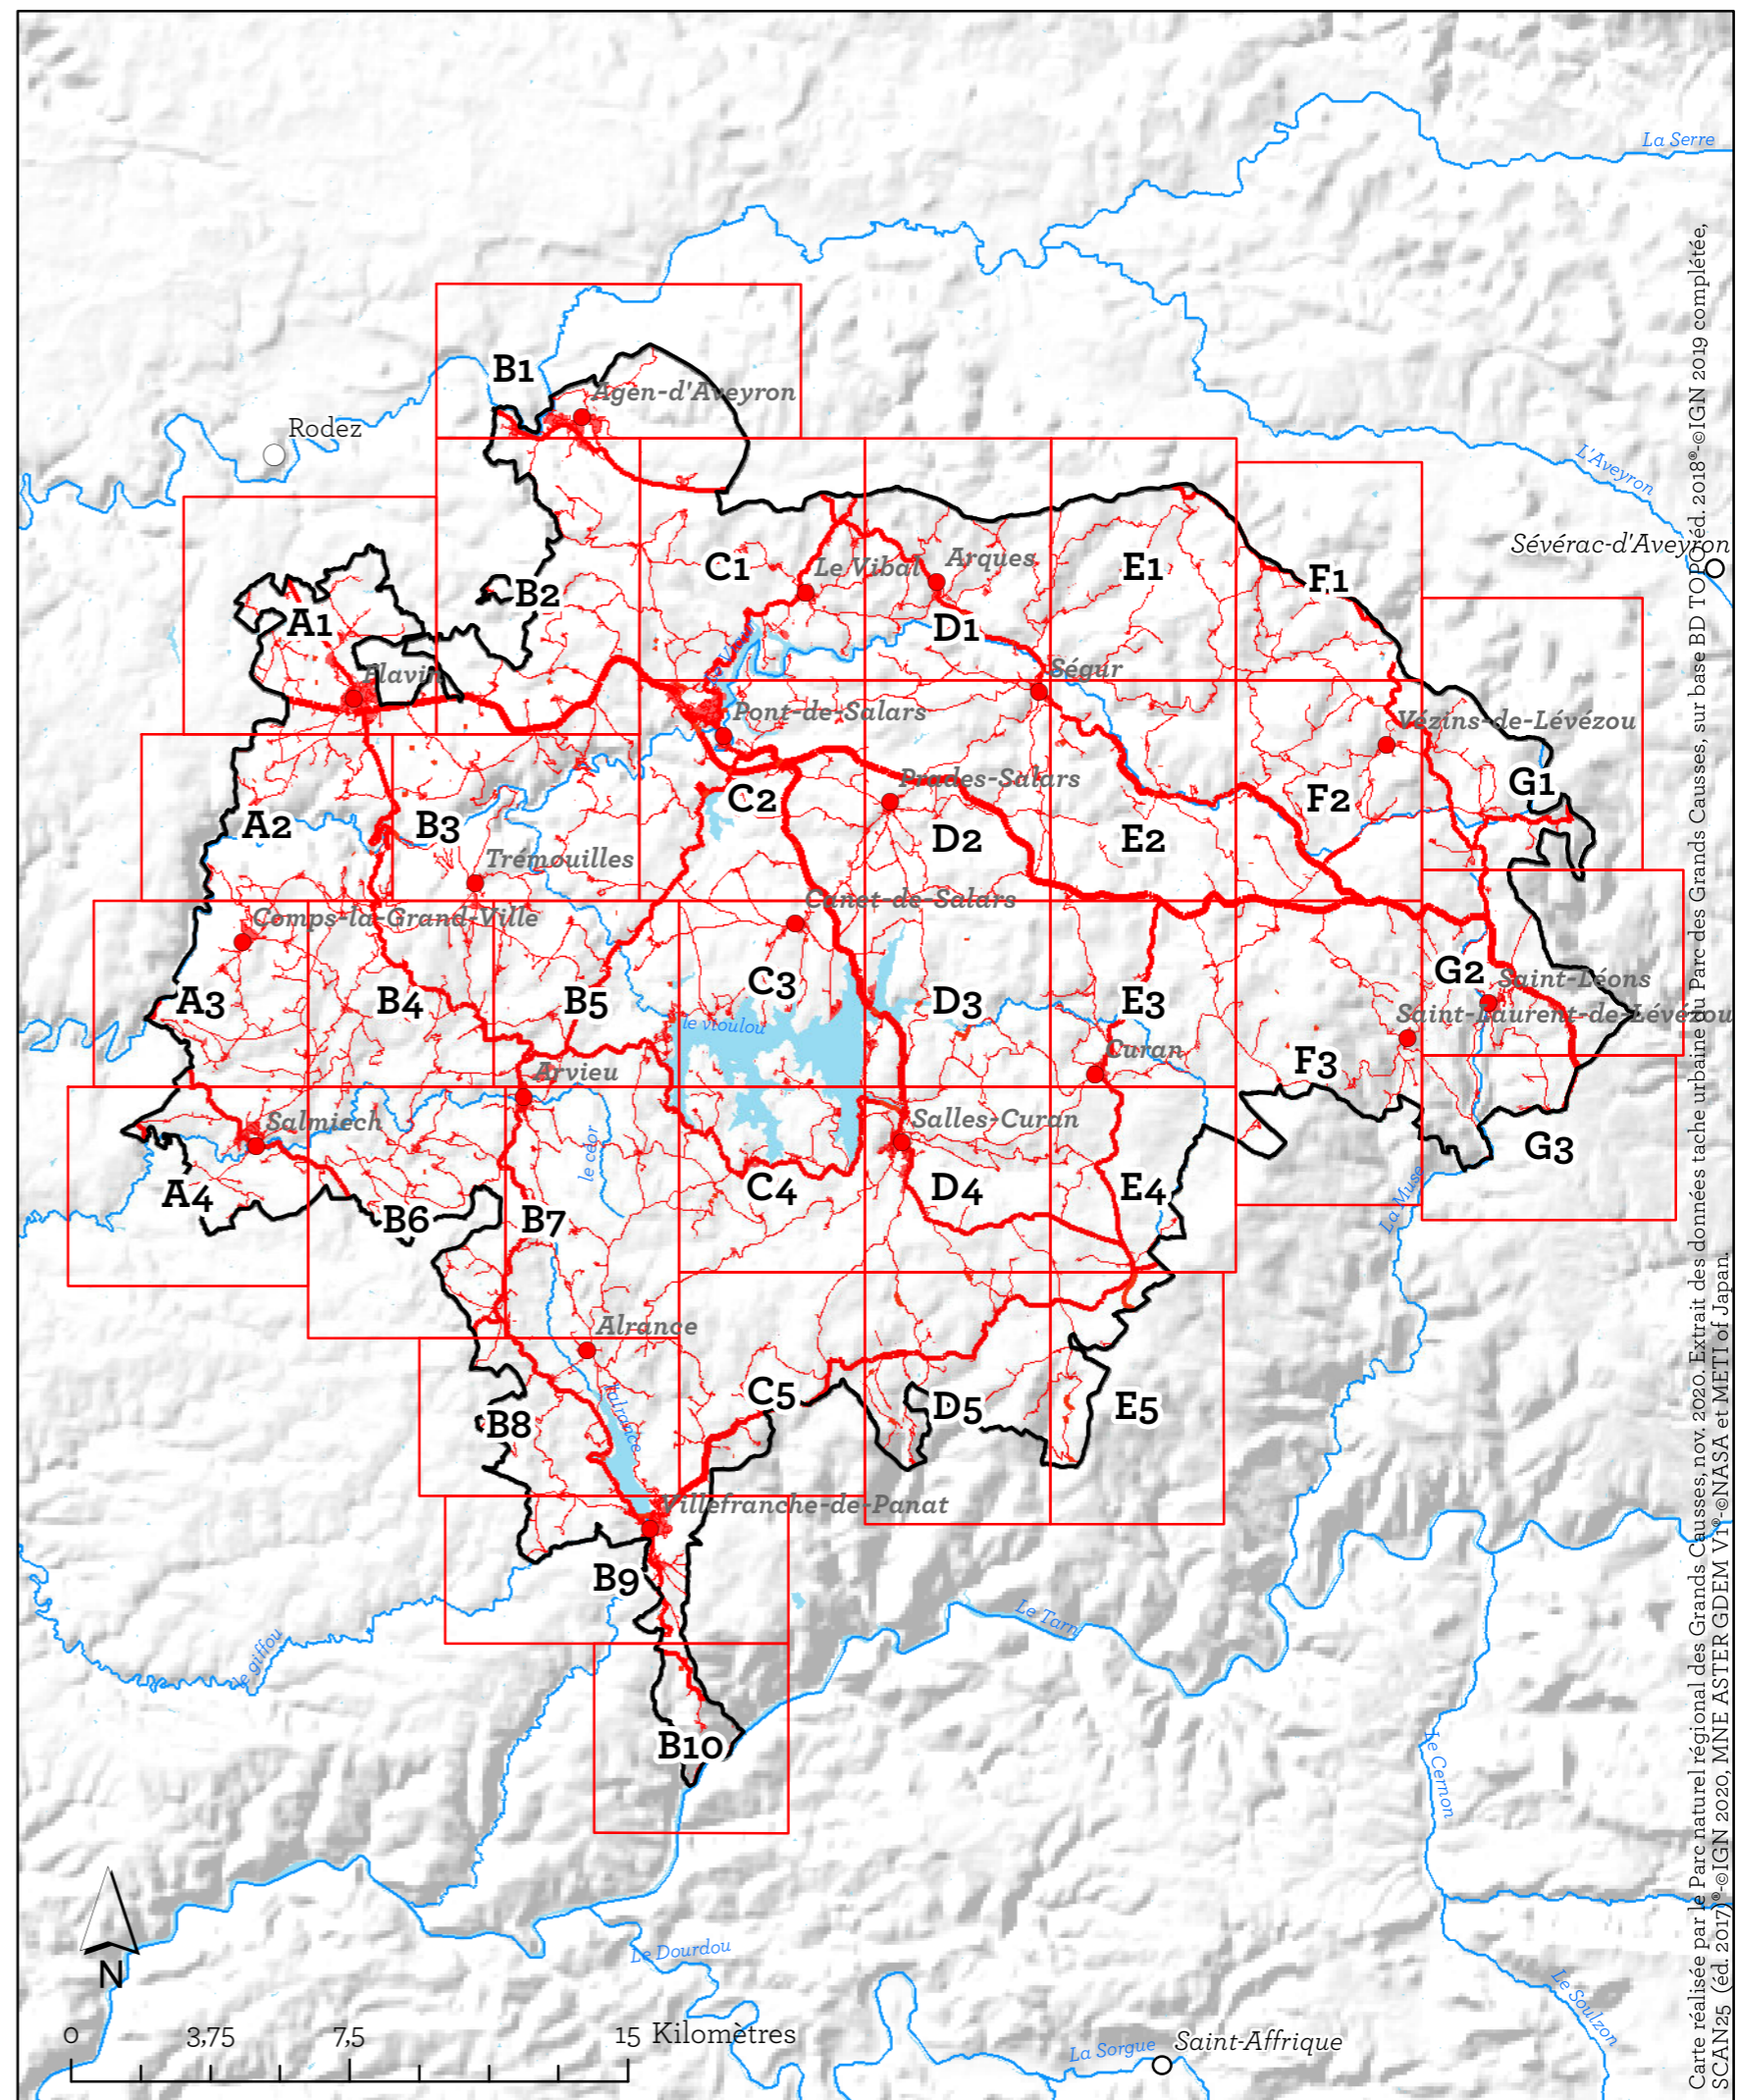 La Serre
B1
Agen-d'Aveyron
Rodez
L'Aveyron
Sévérac-d'Aveyron
C1
Le Vibal
Arques
E1
F1
B2
A1
D1
Flavin
Ségur
Pont-de-Salars
Vézins-de-Lévézou
Prades-Salars
G1
C2
F2
A2
B3
D2
E2
Trémouilles
Canet-de-Salars
Comps-la-Grand-Ville
C3
G2
Saint-Léons
A3
B4
B5
D3
E3
Saint-Laurent-de-Lévézou
le vioulou
Curan
F3
Arvieu
Salmiech
Salles-Curan
G3
le céor
A4
C4
D4
E4
La Muse
B6
B7
Alrance
C5
D5
E5
B8
l'alrance
Villefranche-de-Panat
B9
Le Tarn
le giffou
B10
Le Cernon
N
Le Dourdou
Le Soulzon
0 3,75 7,5 15 Kilomètres
La Sorgue
Saint-Affrique
Carte réalisée par le Parc naturel régional des Grands Causses, nov. 2020. Extrait des données tache urbaine du Parc des Grands Causses, sur base BD TOPO éd. 2018®-©IGN 2019 complétée,
SCAN25 (éd. 2017)®-©IGN 2020, MNE ASTER GDEM V1®-©NASA et METI of Japan.